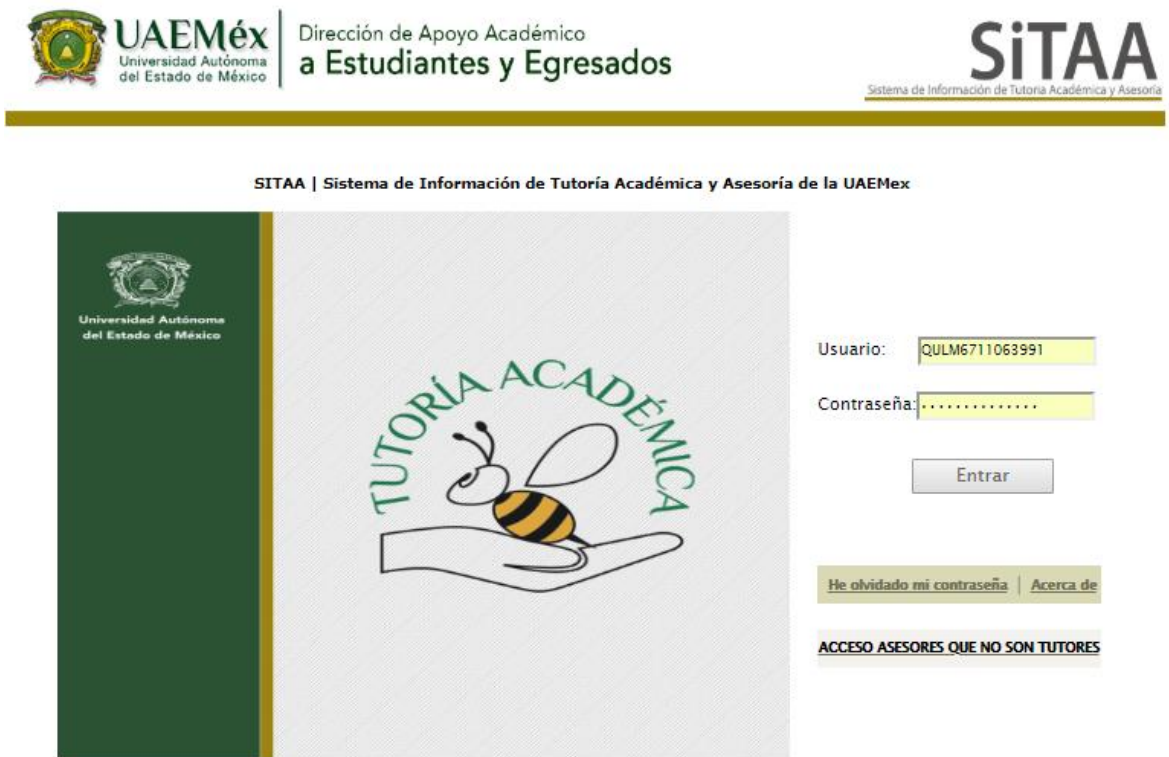 UAEMéx
Universidad Autónoma
del Estado de México
Dirección de Apoyo Académico
a Estudiantes y Egresados
SiTAA
Sistema de Información de Tutoria Académica y Asesoría
SITAA | Sistema de Información de Tutoría Académica y Asesoría de la UAEMex
Universidad Autónoma
del Estado de México
TUTORÍA ACADÉMICA
Usuario: QULM6711063991
Contraseña: ··············
Entrar
He olvidado mi contraseña | Acerca de
ACCESO ASESORES QUE NO SON TUTORES